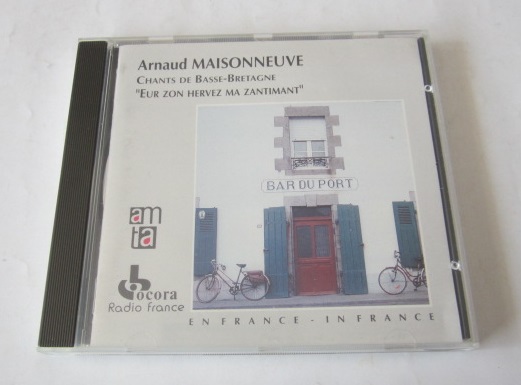 Arnaud MAISONNEUVE
CHANTS DE BASSE-BRETAGNE
"EUR ZON HERVEZ MA ZANTIMANT"
BAR DU PORT
am
ta
ocora
Radio france
EN FRANCE - IN FRANCE